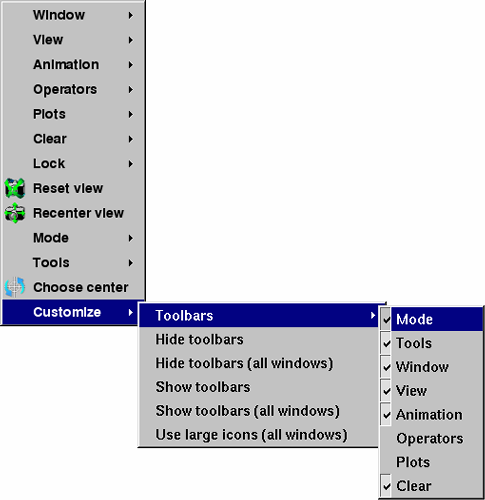 Window
View
Animation
Operators
Plots
Clear
Lock
Reset view
Recenter view
Mode
Tools
Choose center
Customize
Toolbars
Hide toolbars
Hide toolbars (all windows)
Show toolbars
Show toolbars (all windows)
Use large icons (all windows)
Mode
Tools
Window
View
Animation
Operators
Plots
Clear